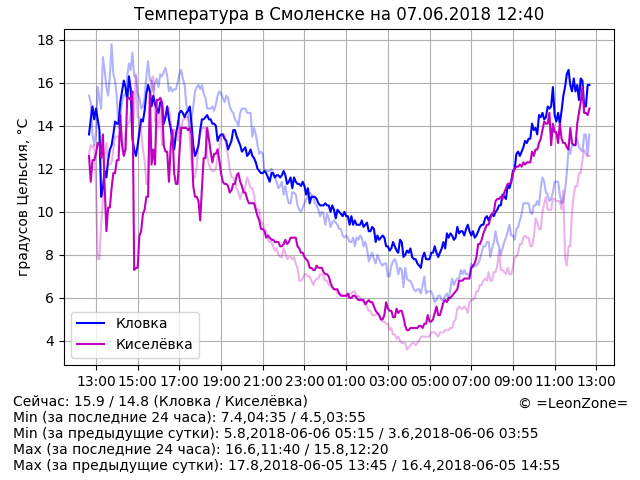 Температура в Смоленске на 07.06.2018 12:40
18
16
14
12
10
8
6
4
градусов Цельсия, °C
Кловка
Киселёвка
13:00 15:00 17:00 19:00 21:00 23:00 01:00 03:00 05:00 07:00 09:00 11:00 13:00
Сейчас: 15.9 / 14.8 (Кловка / Киселёвка)
© =LeonZone=
Min (за последние 24 часа): 7.4,04:35 / 4.5,03:55
Min (за предыдущие сутки): 5.8,2018-06-06 05:15 / 3.6,2018-06-06 03:55
Max (за последние 24 часа): 16.6,11:40 / 15.8,12:20
Max (за предыдущие сутки): 17.8,2018-06-05 13:45 / 16.4,2018-06-05 14:55